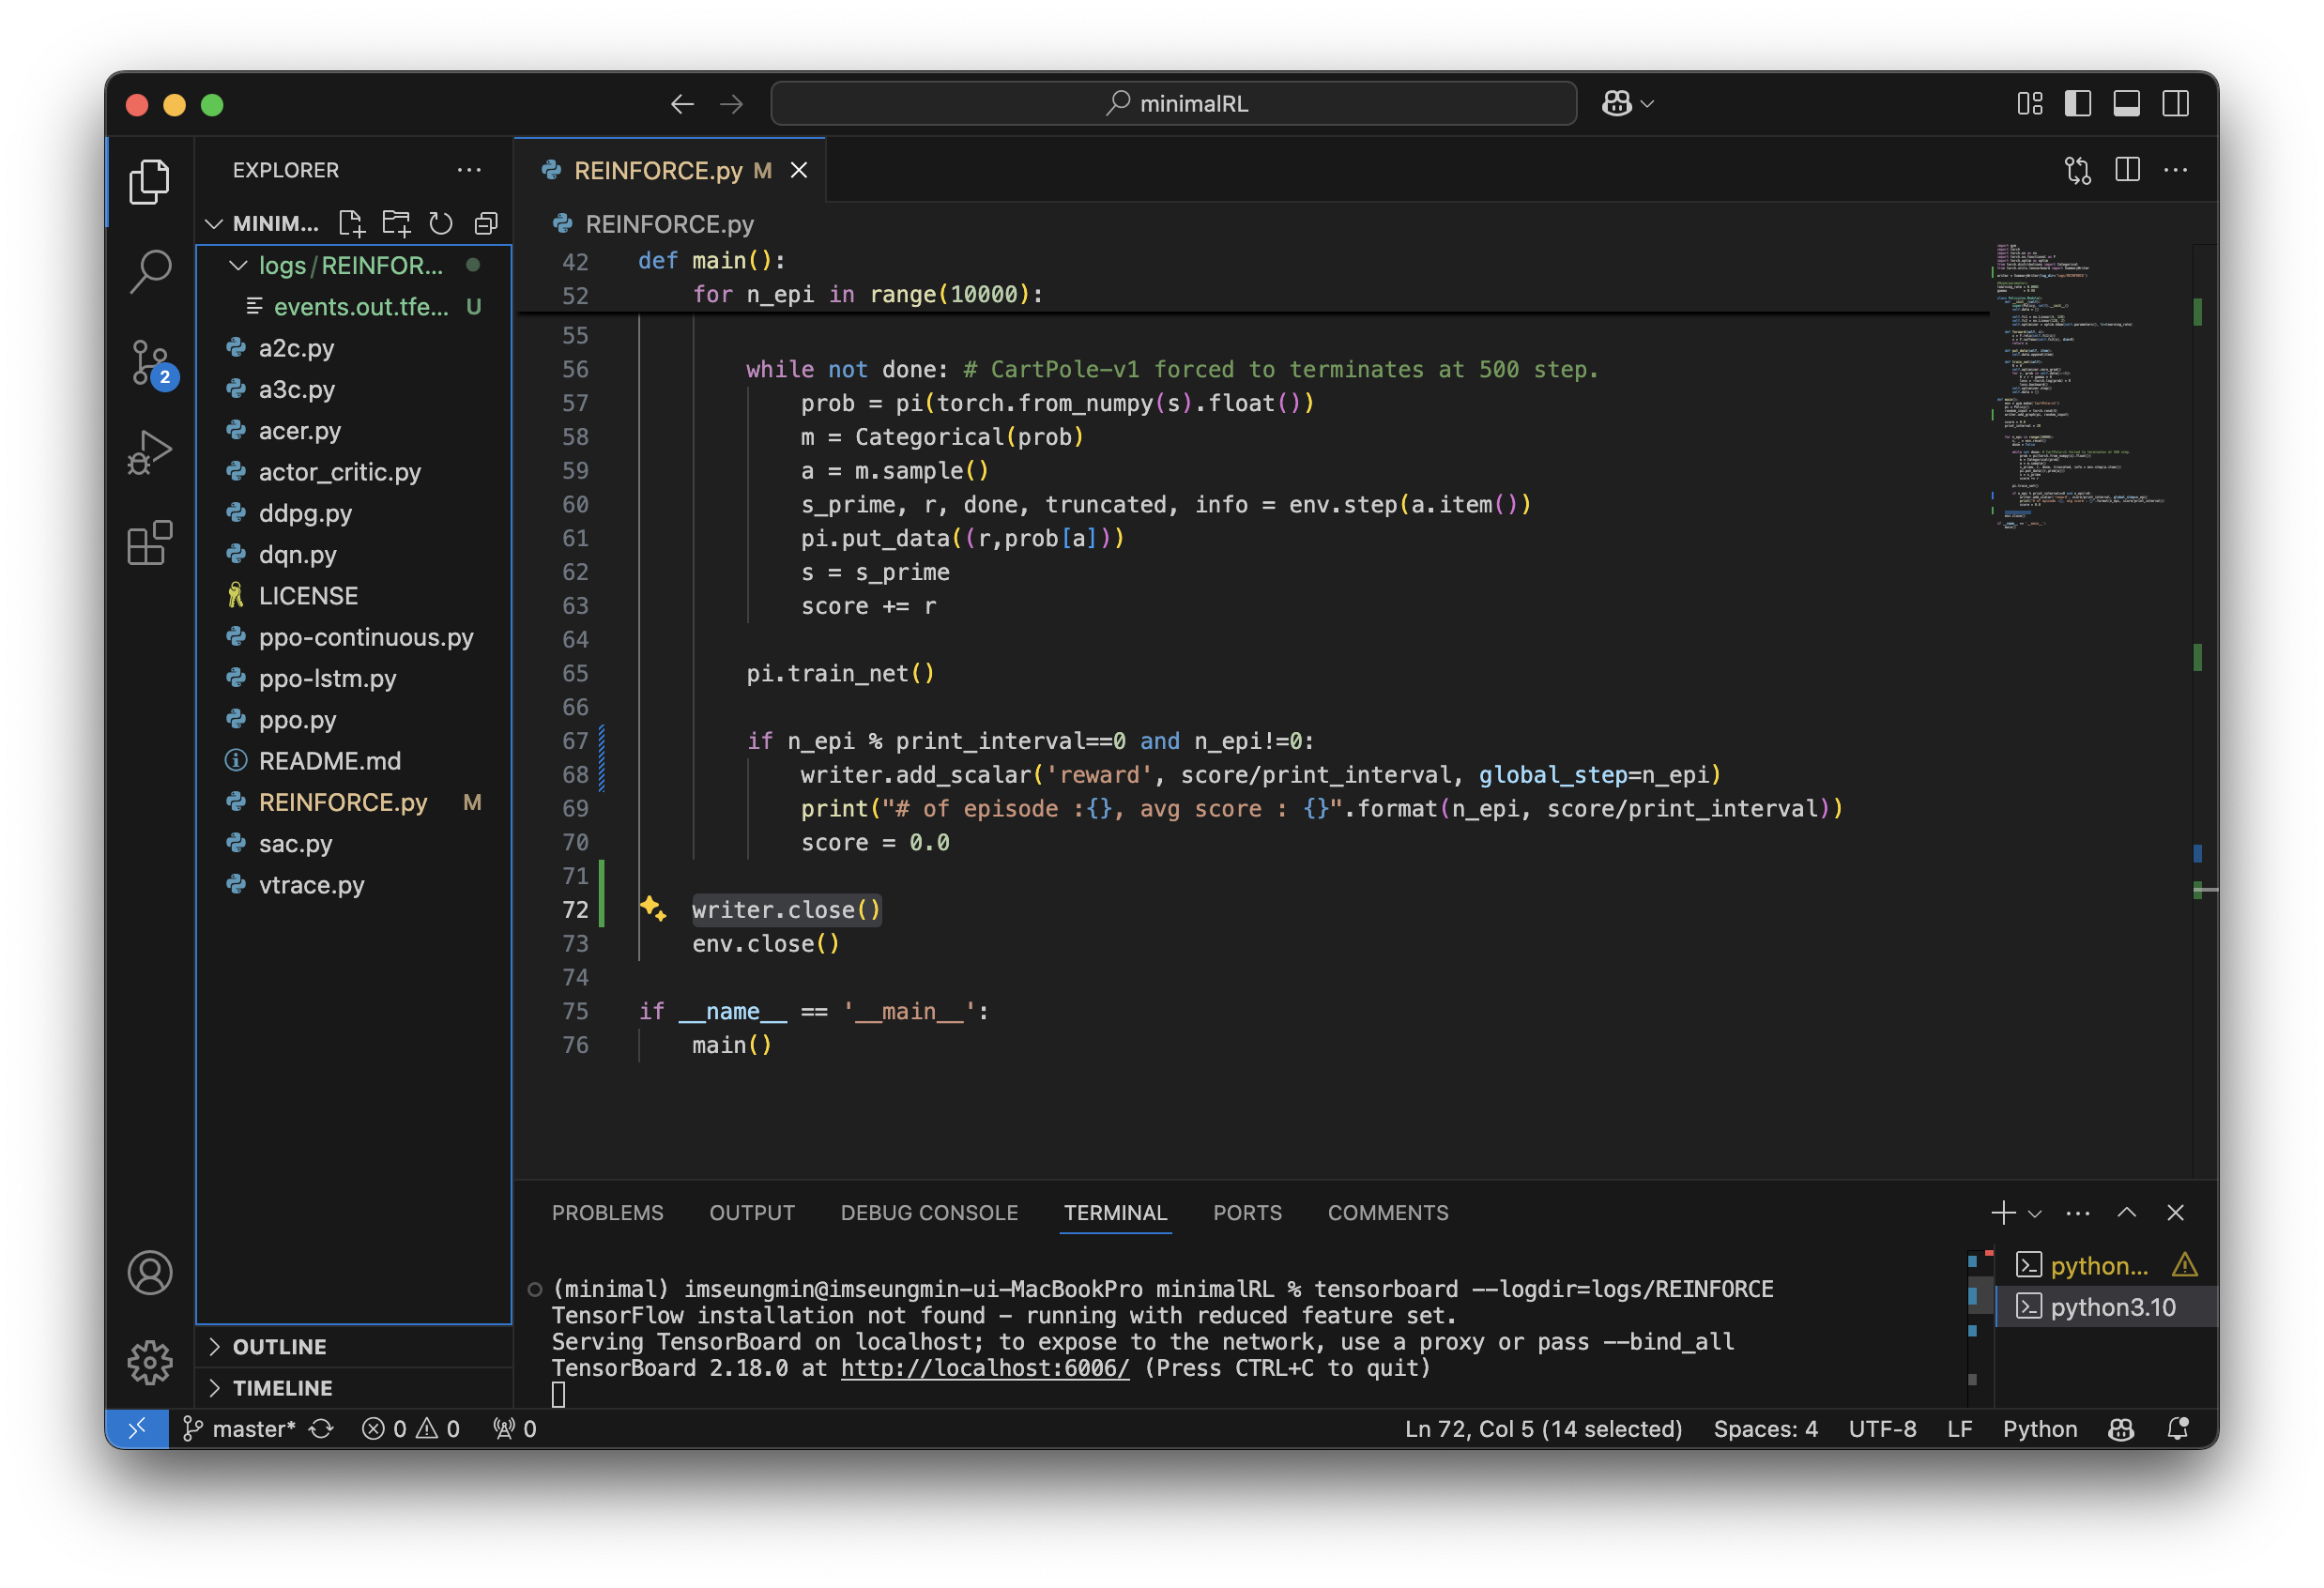 minimalRL
EXPLORER
MINIM...
logs/REINFOR...
events.out.tfe... U
a2c.py
a3c.py
acer.py
actor_critic.py
ddpg.py
dqn.py
LICENSE
ppo-continuous.py
ppo-lstm.py
ppo.py
README.md
REINFORCE.py M
sac.py
vtrace.py
OUTLINE
TIMELINE
2
REINFORCE.py M
REINFORCE.py
42 def main():
52 for n_epi in range(10000):
55
56 while not done: # CartPole-v1 forced to terminates at 500 step.
57 prob = pi(torch.from_numpy(s).float())
58 m = Categorical(prob)
59 a = m.sample()
60 s_prime, r, done, truncated, info = env.step(a.item())
61 pi.put_data((r,prob[a]))
62 s = s_prime
63 score += r
64
65 pi.train_net()
66
67 if n_epi % print_interval==0 and n_epi!=0:
68 writer.add_scalar('reward', score/print_interval, global_step=n_epi)
69 print("# of episode :{}, avg score : {}".format(n_epi, score/print_interval))
70 score = 0.0
71
72 writer.close()
73 env.close()
74
75 if __name__ == '__main__':
76 main()
PROBLEMS OUTPUT DEBUG CONSOLE TERMINAL PORTS COMMENTS
(minimal) imseungmin@imseungmin-ui-MacBookPro minimalRL % tensorboard --logdir=logs/REINFORCE
TensorFlow installation not found - running with reduced feature set.
Serving TensorBoard on localhost; to expose to the network, use a proxy or pass --bind_all
TensorBoard 2.18.0 at http://localhost:6006/ (Press CTRL+C to quit)
python...
python3.10
master* 0 0 0 Ln 72, Col 5 (14 selected) Spaces: 4 UTF-8 LF Python